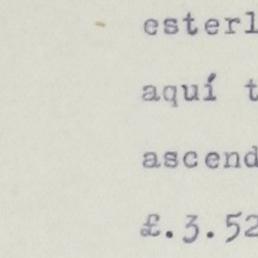 esterl
aquí t
ascend
£.3.52